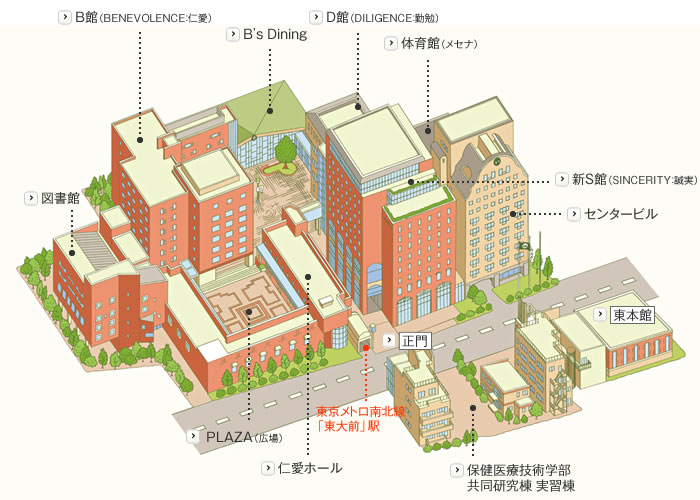 B館(BENEVOLENCE:仁愛)
B's Dining
D館(DILIGENCE:勤勉)
体育館(メセナ)
新S館(SINCERITY:誠実)
図書館
センタービル
東本館
正門
東京メトロ南北線
「東大前」駅
PLAZA(広場)
仁愛ホール
保健医療技術学部
共同研究棟 実習棟